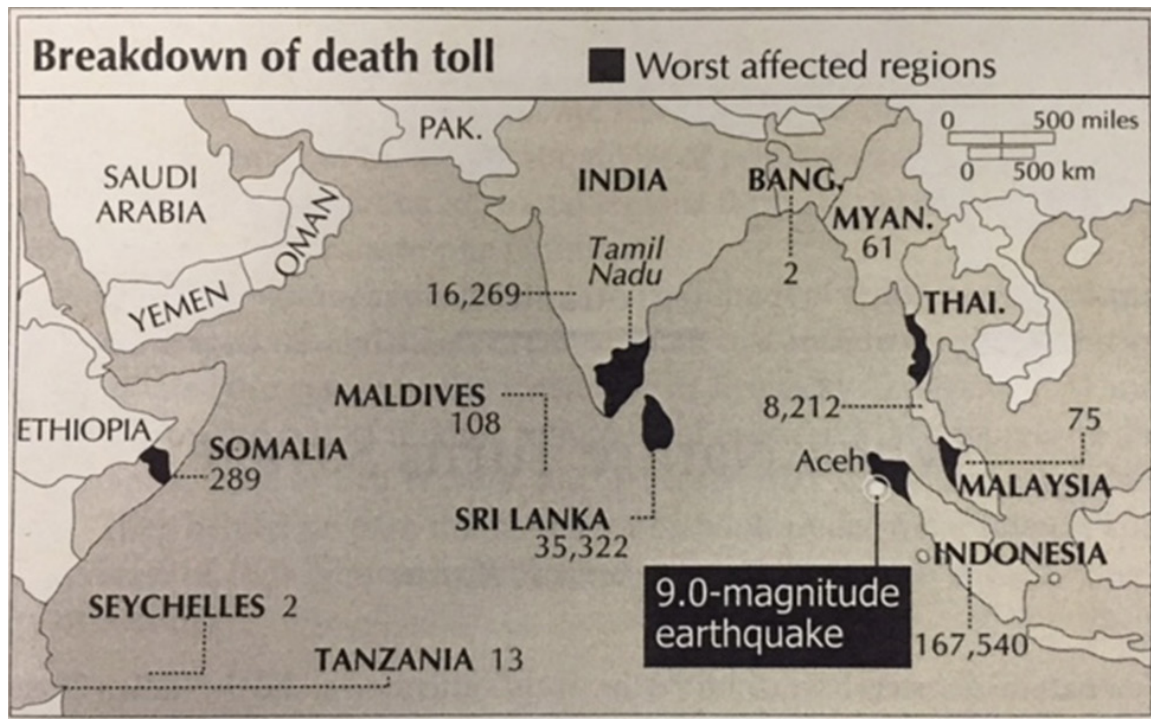 Breakdown of death toll
Worst affected regions
0 500 miles
0 500 km
PAK.
SAUDI
ARABIA
OMAN
YEMEN
INDIA
BANG.
2
MYAN.
61
Tamil
Nadu
16,269
THAI.
8,212
75
MALDIVES
108
ETHIOPIA
SOMALIA
289
Aceh
MALAYSIA
SRI LANKA
35,322
INDONESIA
167,540
9.0-magnitude
earthquake
SEYCHELLES 2
TANZANIA 13